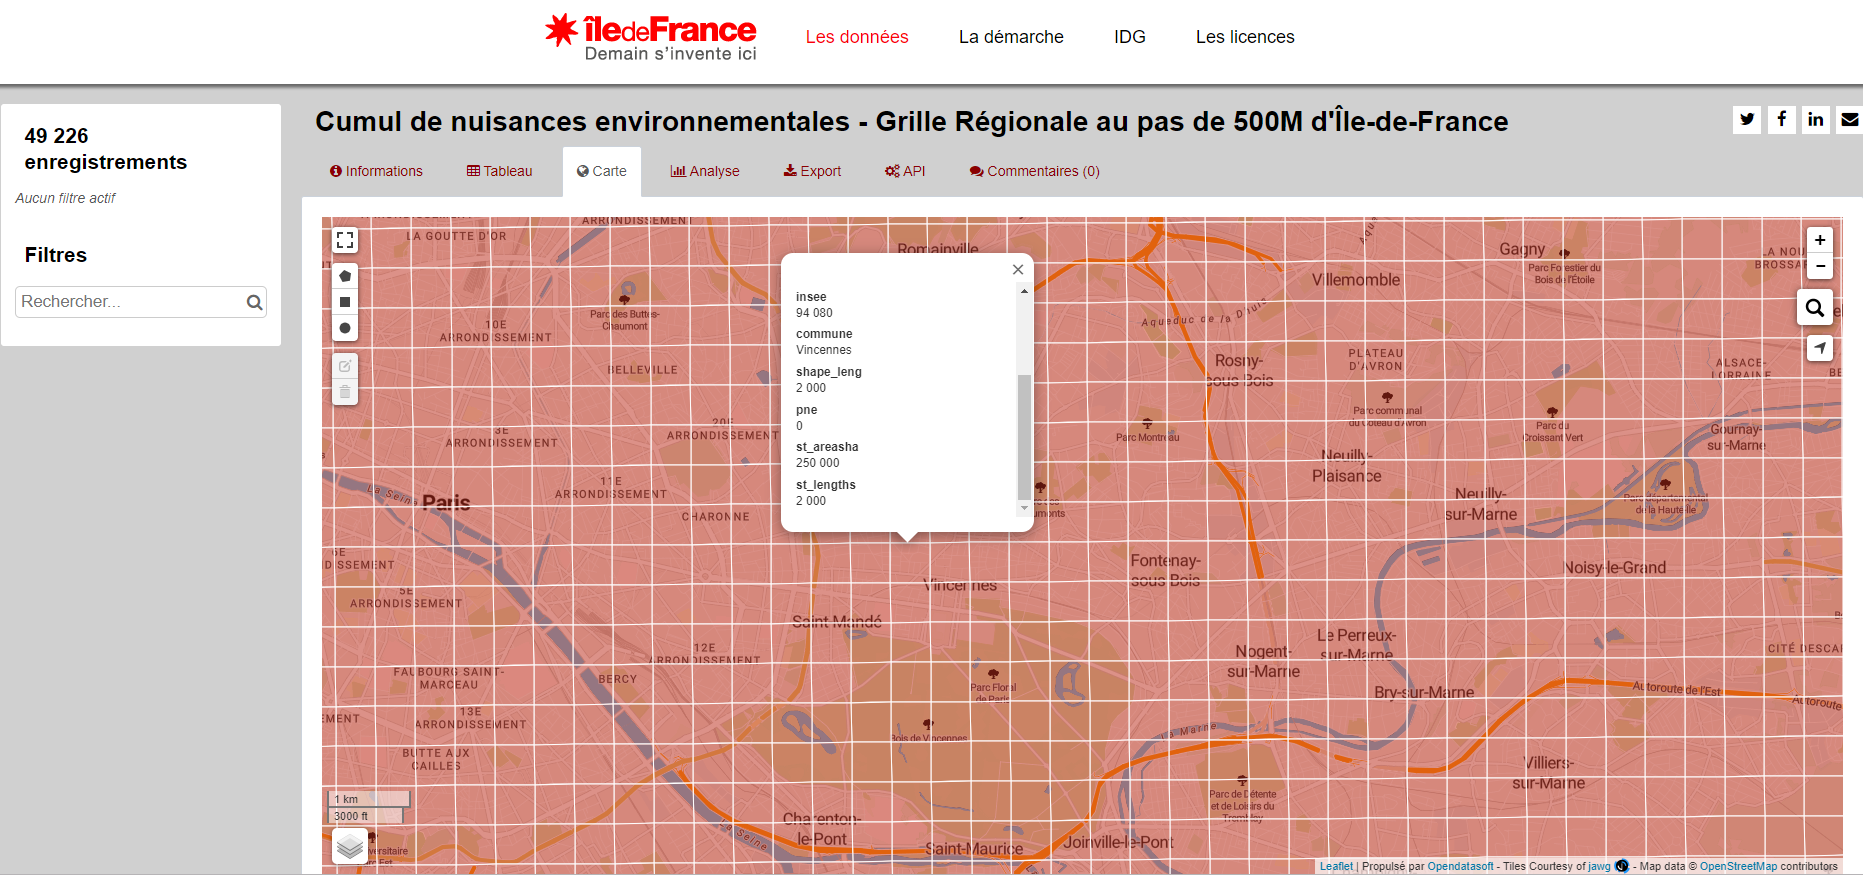 îledeFrance
Demain s'invente ici
Les données
La démarche
IDG
Les licences
49 226
enregistrements
Aucun filtre actif
Filtres
Rechercher...
Cumul de nuisances environnementales - Grille Régionale au pas de 500M d'Île-de-France
Informations
Tableau
Carte
Analyse
Export
API
Commentaires (0)
ARRONDISSEMENT
LA GOUTTE D'OR
Romainville
Gagny
Parc Forestier du
Bois de l'Étoile
Villemomble
Aqueduc de la Dhuis
Parc des Buttes-
Chaumont
10E
ARRONDISSEMENT
BELLEVILLE
insee
94 080
commune
Vincennes
shape_leng
2 000
pne
0
st_areasha
250 000
st_lengths
2 000
Rosny-
sous Bois
PLATEAU
D'AVRON
ALSACE-
LORRAINE
Parc communal
du Coteau d'Avron
Parc Montreau
Parc du
Croissant Vert
Gournay-
sur-Marne
3E
ARRONDISSEMENT
20E
ARRONDISSEMENT
Neuilly-
Plaisance
11E
ARRONDISSEMENT
La Seine
Paris
CHARONNE
Neuilly-
sur-Marne
Parc départemental
de la Haute-Île
6E
5E
ARRONDISSEMENT
Vincennes
Fontenay-
sous Bois
Noisy-le-Grand
Saint-Mandé
12E
ARRONDISSEMENT
Le Perreux-
sur-Marne
Nogent-
sur-Marne
FAUBOURG SAINT-
MARCEAU
BERCY
Parc Floral
de Paris
Bry-sur-Marne
Autoroute de l'Est
Autoroute
13E
ARRONDISSEMENT
Bois de Vincennes
La Marne
BUTTE AUX
CAILLES
Villiers-
sur-Marne
Parc de Détente
et de Loisirs du
Tremblay
1 km
3000 ft
Charenton-
le-Pont
La Seine
Saint-Maurice
Joinville-le-Pont
Leaflet | Propulsé par Opendatasoft - Tiles Courtesy of jawg - Map data © OpenStreetMap contributors